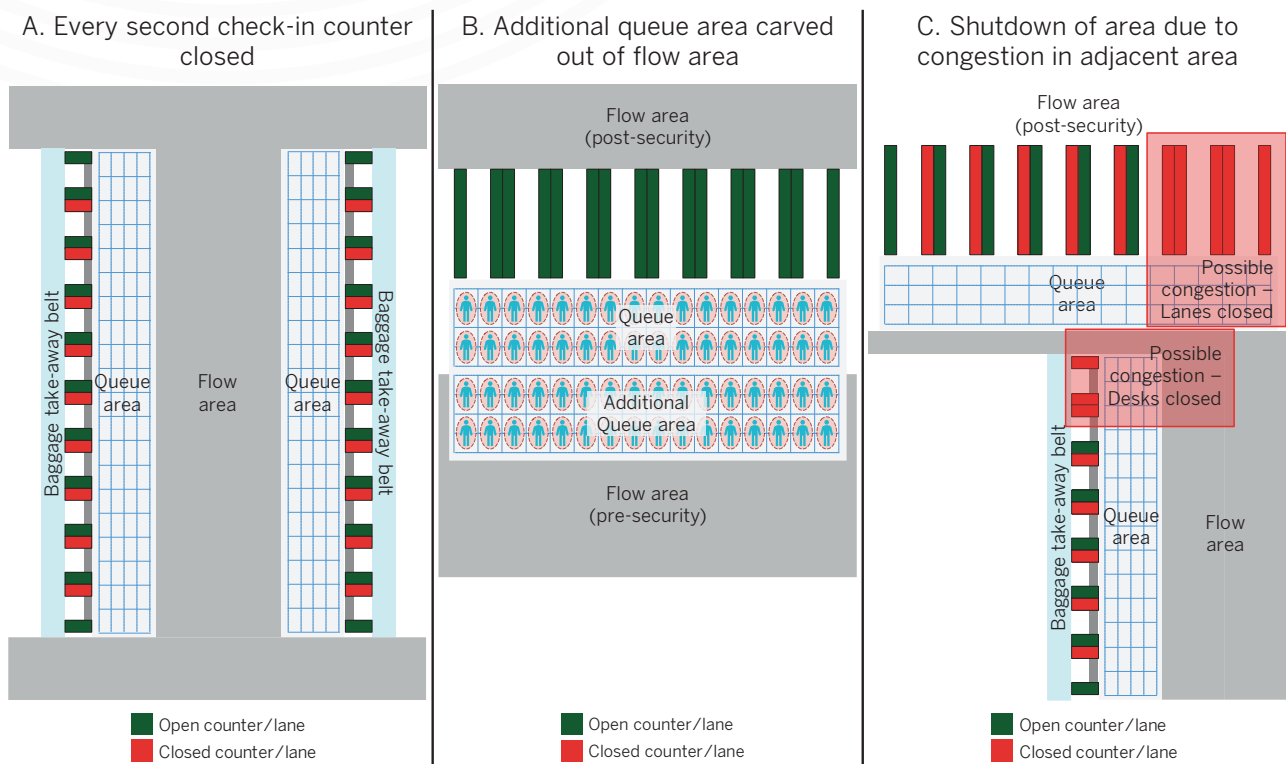 A. Every second check-in counter
closed
Baggage take-away belt
Queue
area
Flow
area
Queue
area
Baggage take-away belt
Open counter/lane
Closed counter/lane
B. Additional queue area carved
out of flow area
Flow area
(post-security)
Queue
area
Additional
Queue area
Flow area
(pre-security)
Open counter/lane
Closed counter/lane
C. Shutdown of area due to
congestion in adjacent area
Flow area
(post-security)
Queue
area
Possible
congestion –
Lanes closed
Possible
congestion –
Desks closed
Baggage take-away belt
Queue
area
Flow
area
Open counter/lane
Closed counter/lane